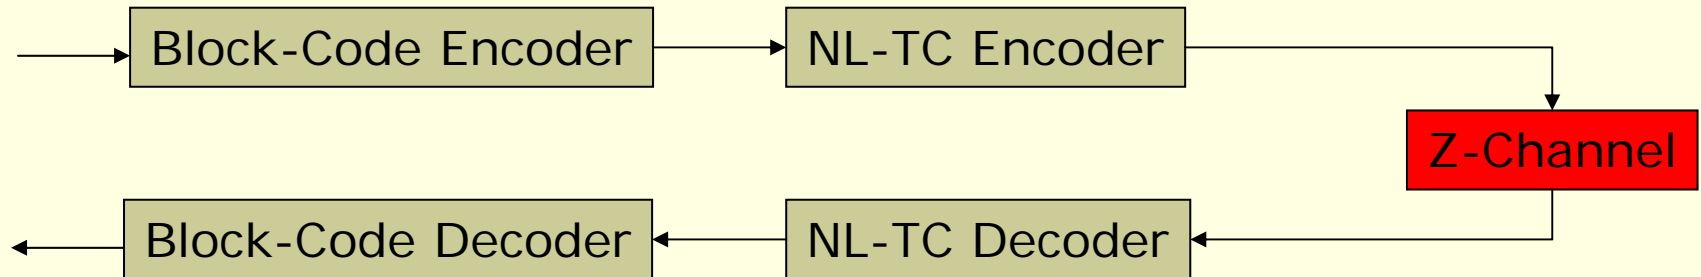 Block-Code Encoder
NL-TC Encoder
Z-Channel
Block-Code Decoder
NL-TC Decoder